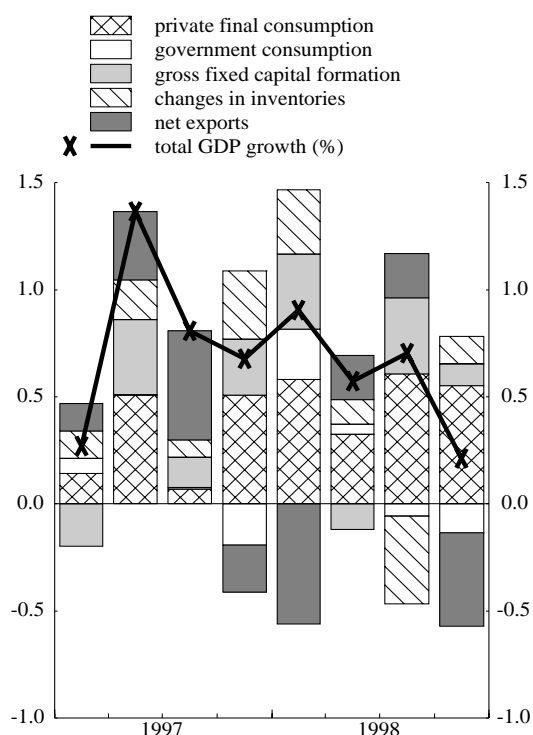 private final consumption
government consumption
gross fixed capital formation
changes in inventories
net exports
total GDP growth (%)
1.5 1.5
1.0 1.0
0.5 0.5
0.0 0.0
-0.5 -0.5
-1.0 -1.0
1997 1998